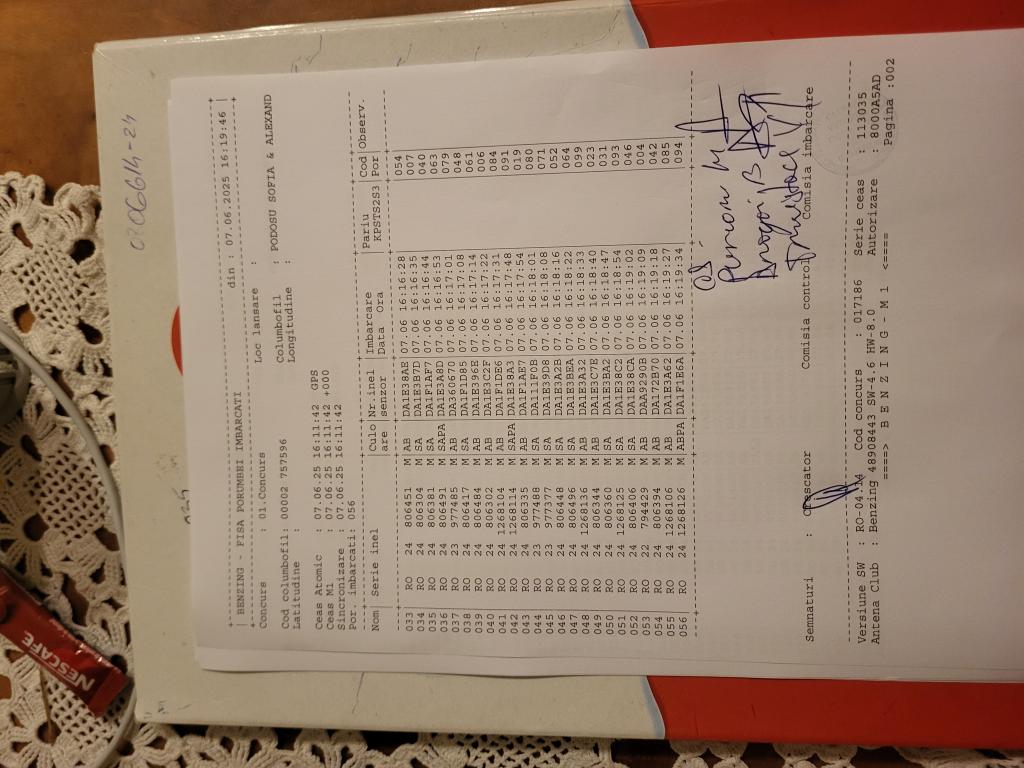 | BENZING - FISA PORUMBEI IMBARCATI din : 07.06.2025 16:19:46 |
Concurs : 01.Concurs Loc lansare :
Cod columbofil: 00002 757596 Columbofil : PODOSU SOFIA & ALEXAND
Latitudine : Longitudine :
Ceas Atomic : 07.06.25 16:11:42 GPS
Ceas M1 : 07.06.25 16:11:42 +000
Sincronizare : 07.06.25 16:11:42
Por. imbarcati: 056
Nom| Serie inel |Culo|Nr.inel |Imbarcare |Pariu |Cod|Observ.
|are |senzor |Data Ora |KPSTS2S3|Por|
033 RO 24 806451 M AB DA1E38AE 07.06 16:16:28 054
034 RO 24 806304 M SA DA1E3B7D 07.06 16:16:35 007
035 RO 24 806381 M SA DA1F1AF7 07.06 16:16:44 040
036 RO 24 806491 M SAPA DA1E3A8D 07.06 16:16:53 063
037 RO 23 977485 M AB DA360670 07.06 16:17:01 079
038 RO 24 806417 M SA DA1F1D85 07.06 16:17:08 048
039 RO 24 806484 M AB DA1E396E 07.06 16:17:14 061
040 RO 24 806302 M AB DA1E3C2F 07.06 16:17:22 006
041 RO 24 1268104 M AB DA1F1DE6 07.06 16:17:31 084
042 RO 24 1268114 M SAPA DA1E38A3 07.06 16:17:48 091
043 RO 24 806335 M AB DA1F1AE7 07.06 16:17:54 019
044 RO 23 977488 M SA DA111FDB 07.06 16:18:01 080
045 RO 23 977377 M SA DA1E39D8 07.06 16:18:08 071
046 RO 24 806448 M SA DA1E3A2B 07.06 16:18:16 052
047 RO 24 806496 M SA DA1E3BEA 07.06 16:18:22 064
048 RO 24 1268136 M AB DA1E3A32 07.06 16:18:33 099
049 RO 24 806344 M AB DA1E3C7E 07.06 16:18:40 023
050 RO 24 806360 M SA DA1E3BA2 07.06 16:18:47 031
051 RO 24 1268125 M SA DA1E38C2 07.06 16:18:54 093
052 RO 24 806406 M SA DA1E38CA 07.06 16:19:02 046
053 RO 22 784429 M AB DAA9290B 07.06 16:19:09 004
054 RO 24 806394 M AB DA172B70 07.06 16:19:18 042
055 RO 24 1268106 M AB DA1E3A62 07.06 16:19:27 085
056 RO 24 1268126 M ABPA DA1F1E6A 07.06 16:19:34 094
Semnaturi : Crescator Comisia control Comisia imbarcare
Versiune SW : RO-04.14 Cod concurs : 017186 Serie ceas : 113035
Antena Club : Benzing 48908443 SW-4.6 HW-8.0 Autorizare : 8000A5AD
====> B E N Z I N G - M 1 <==== Pagina :002
NESCAFÉ